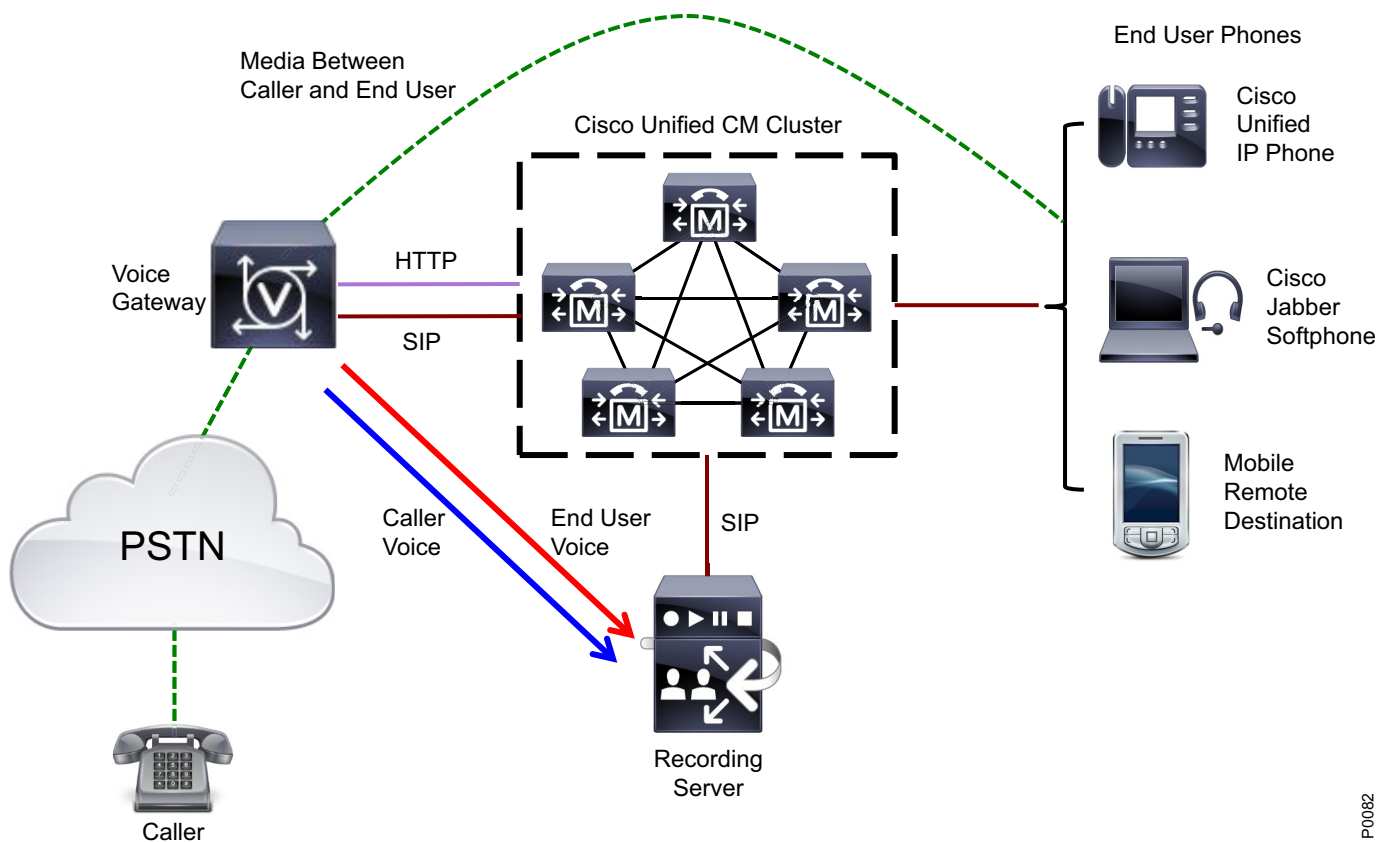 End User Phones
Media Between
Caller and End User
Cisco
Unified
IP Phone
Cisco Unified CM Cluster
M
M
M
M
M
Voice
Gateway
V
HTTP
SIP
Cisco
Jabber
Softphone
PSTN
Caller
Voice
End User
Voice
SIP
Mobile
Remote
Destination
Recording
Server
Caller
P0082